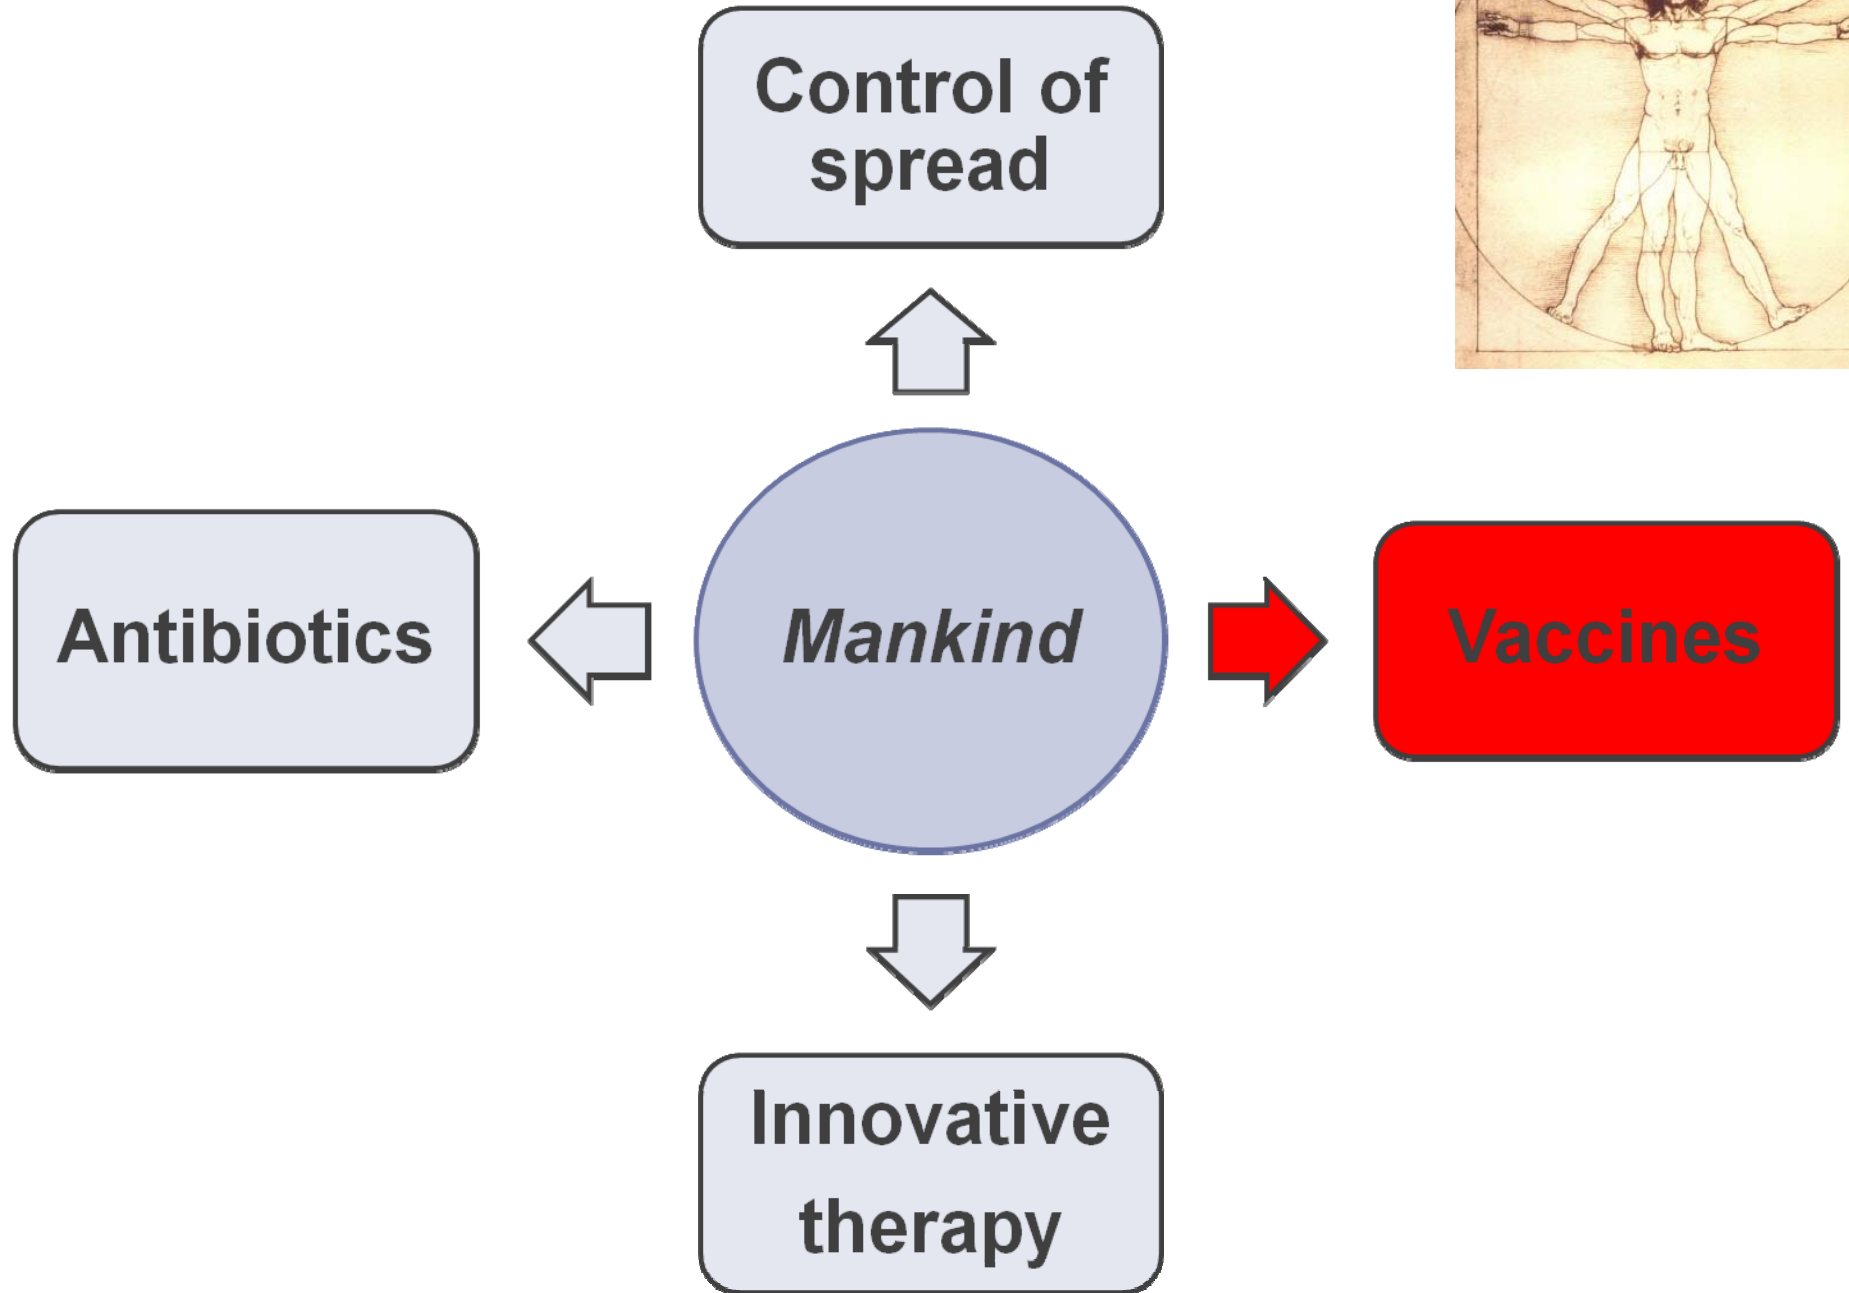 Control of
spread
Antibiotics
Mankind
Vaccines
Innovative
therapy